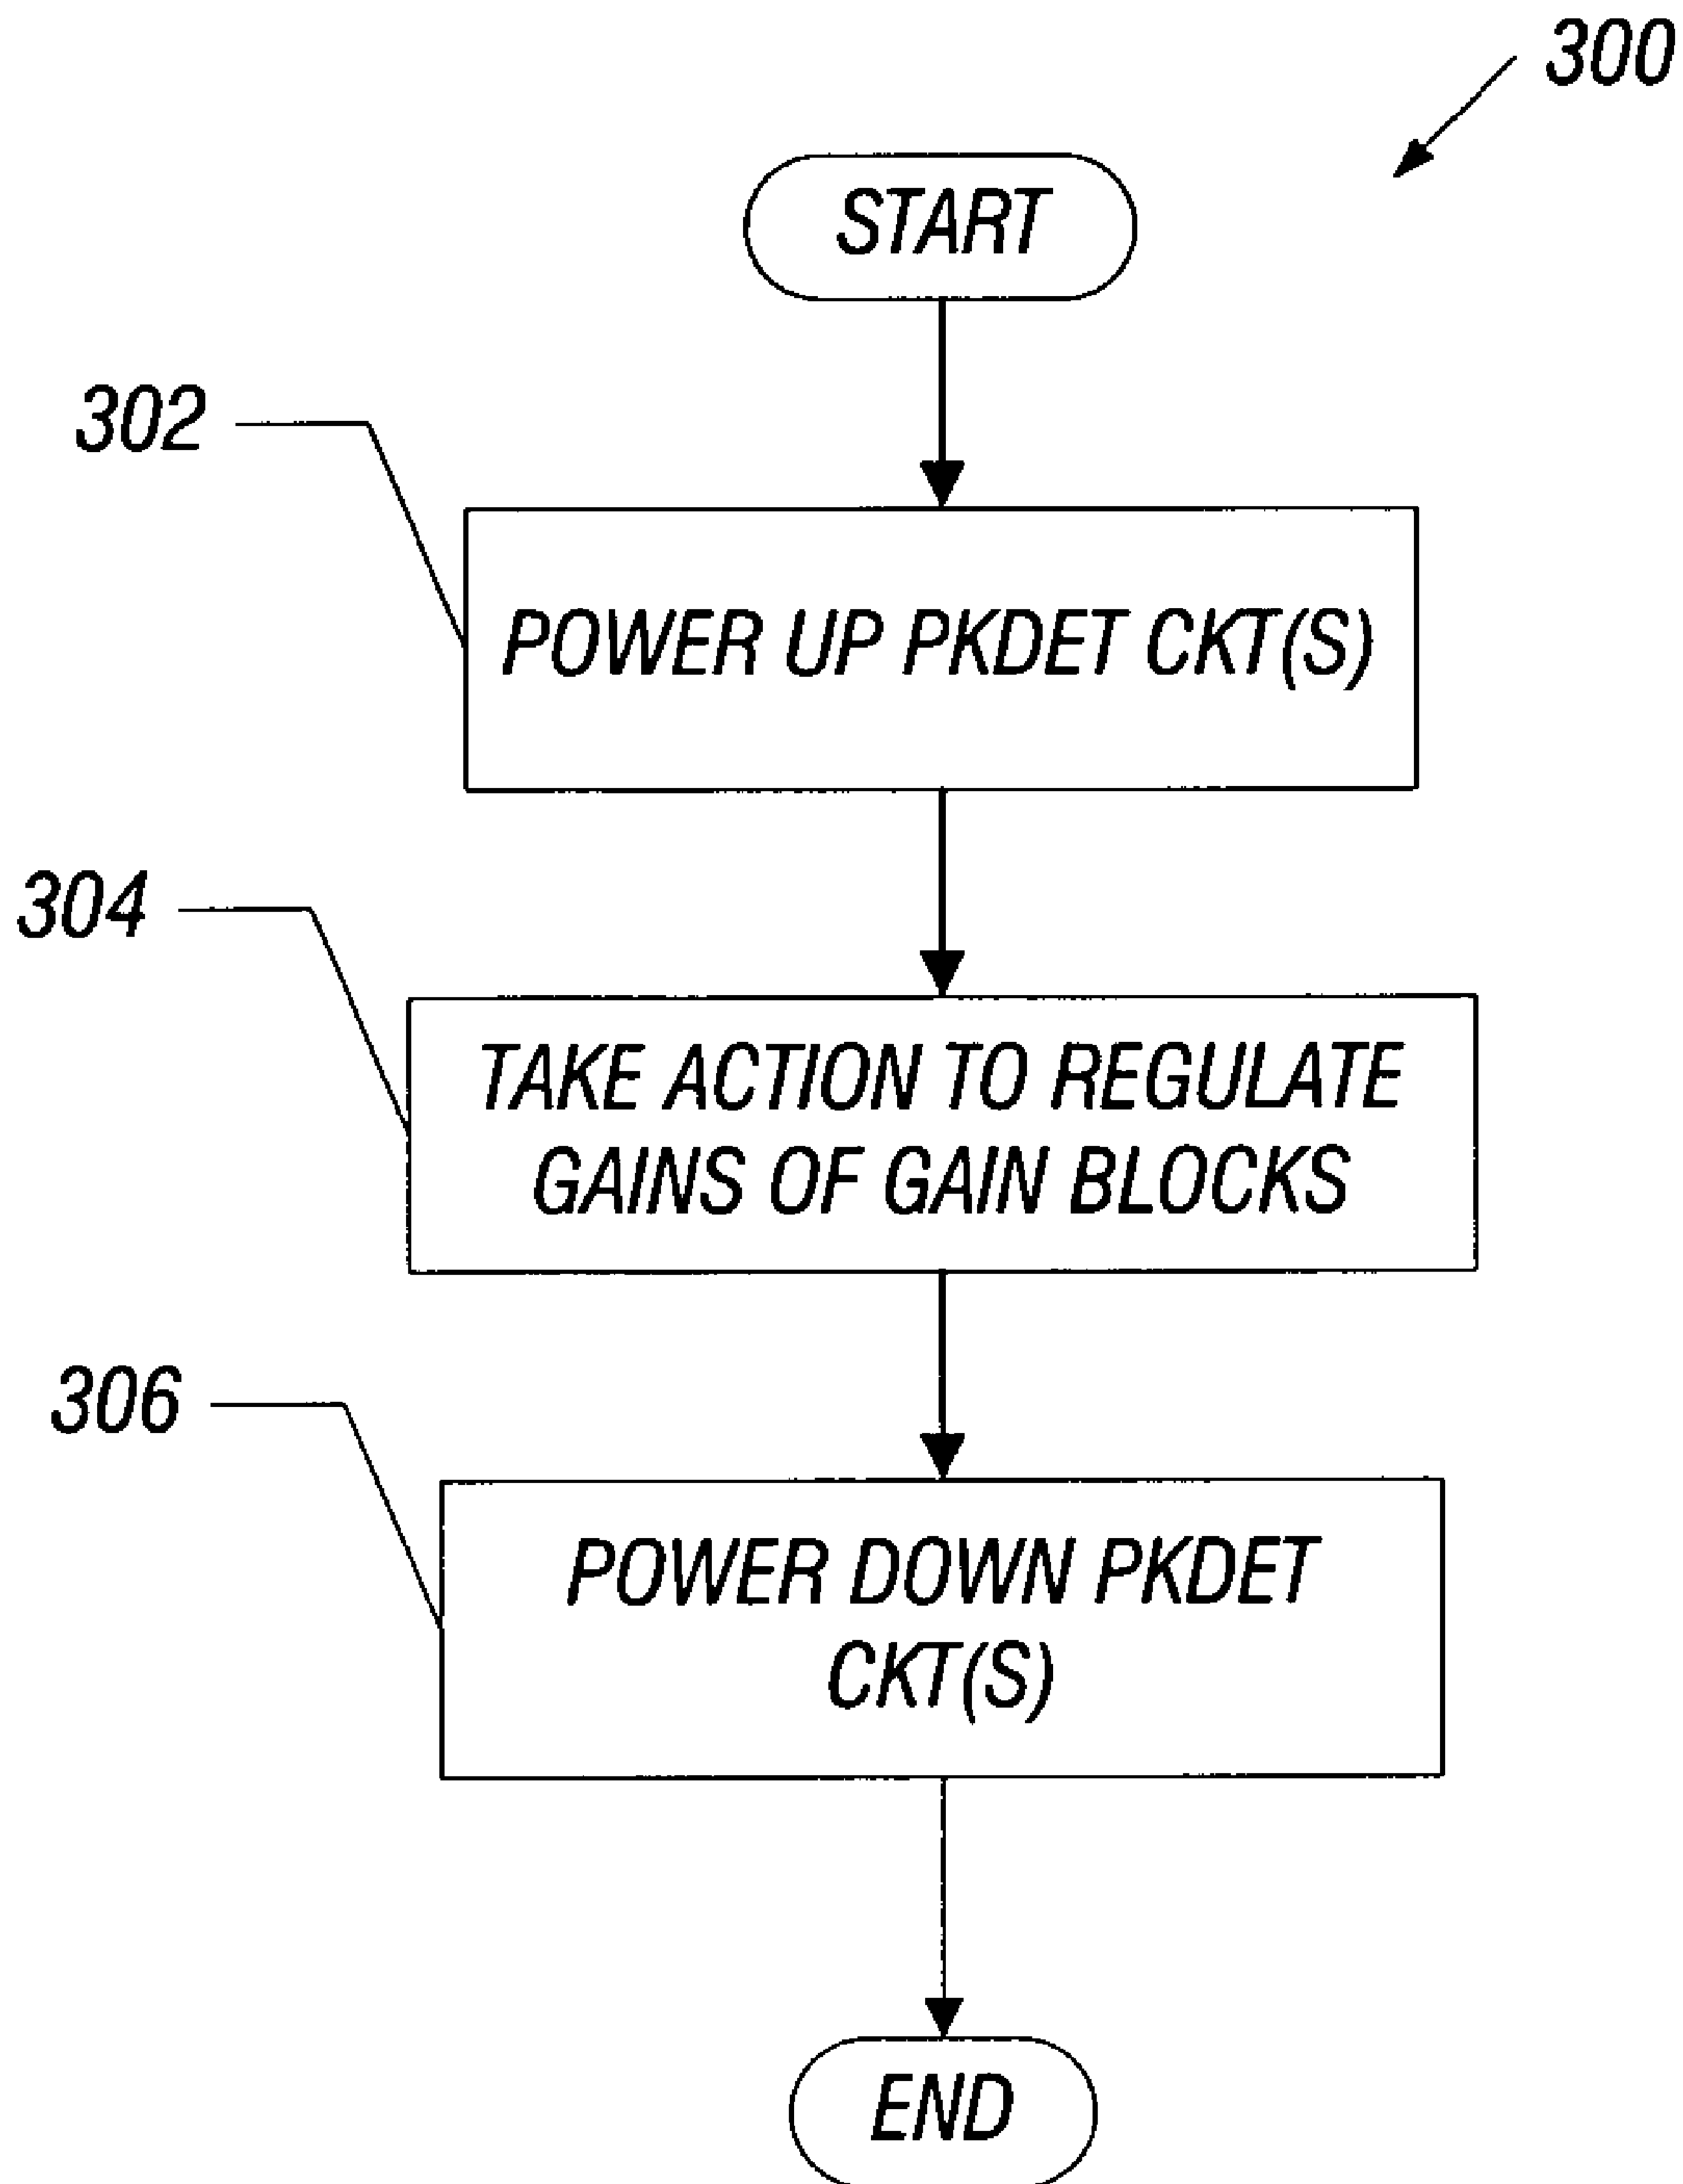 300
START
302
POWER UP PKDET CKT(S)
304
TAKE ACTION TO REGULATE
GAINS OF GAIN BLOCKS
306
POWER DOWN PKDET
CKT(S)
END